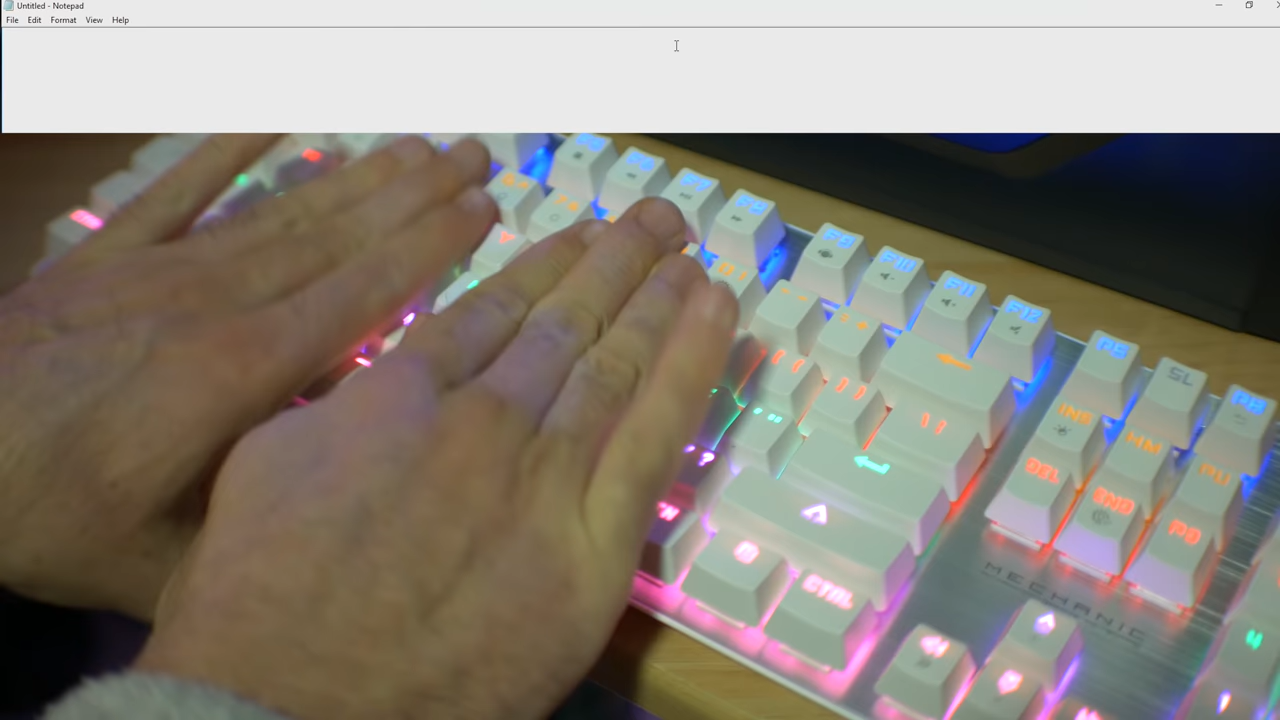 Untitled - Notepad
File Edit Format View Help
F5 F6 F7 F8
F9 F10 F11 F12
PS SL PB
INS HM PU
DEL END PD
CTRL
MECHANIC